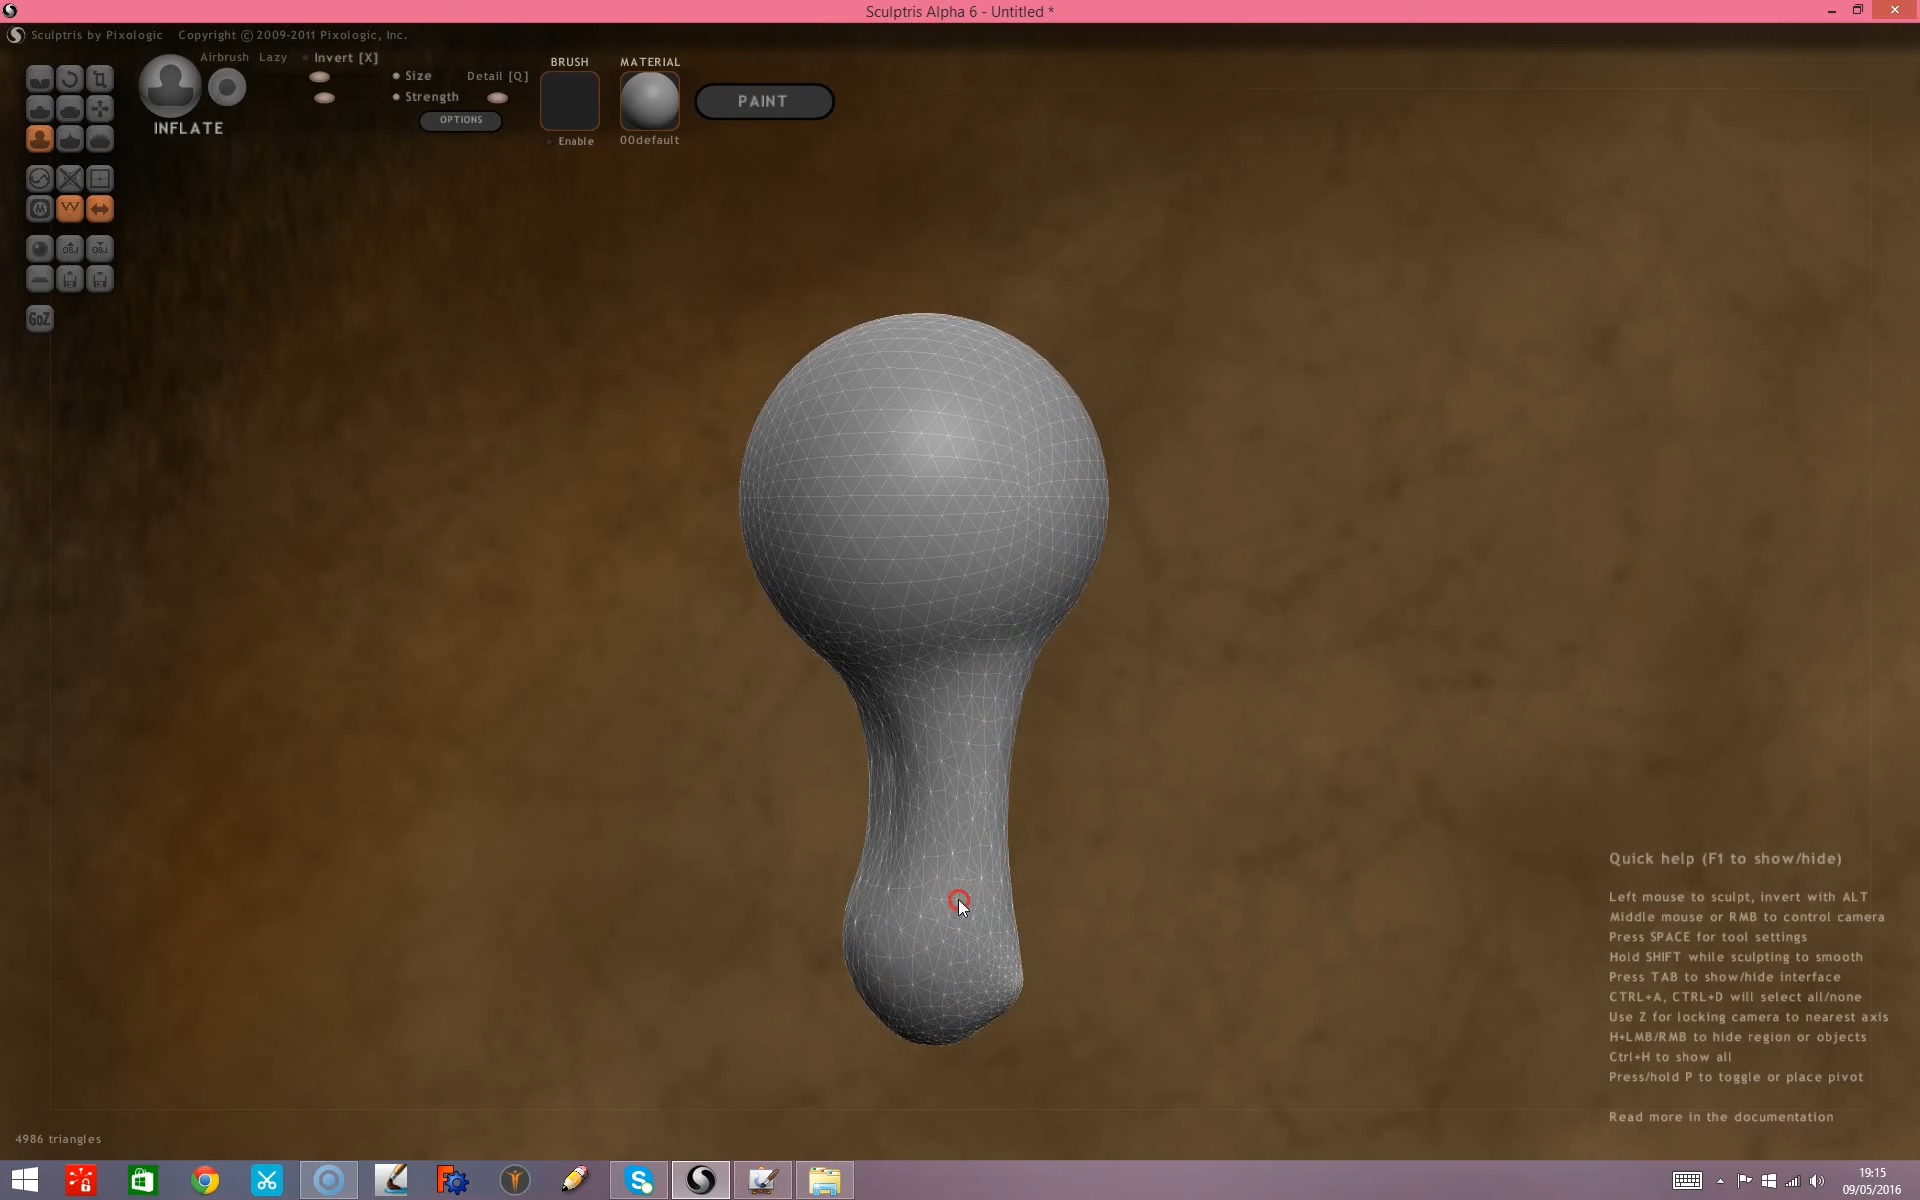 Sculptris Alpha 6 - Untitled *
Sculptris by Pixologic Copyright © 2009-2011 Pixologic, Inc.
Airbrush Lazy Invert [X]
BRUSH MATERIAL
Size Detail [Q]
Strength
PAINT
OPTIONS
INFLATE
Enable 00default
OBJ OBJ
GoZ
Quick help (F1 to show/hide)
Left mouse to sculpt, invert with ALT
Middle mouse or RMB to control camera
Press SPACE for tool settings
Hold SHIFT while sculpting to smooth
Press TAB to show/hide interface
CTRL+A, CTRL+D will select all/none
Use Z for locking camera to nearest axis
H+LMB/RMB to hide region or objects
Ctrl+H to show all
Press/hold P to toggle or place pivot
Read more in the documentation
4986 triangles
19:15
09/05/2016